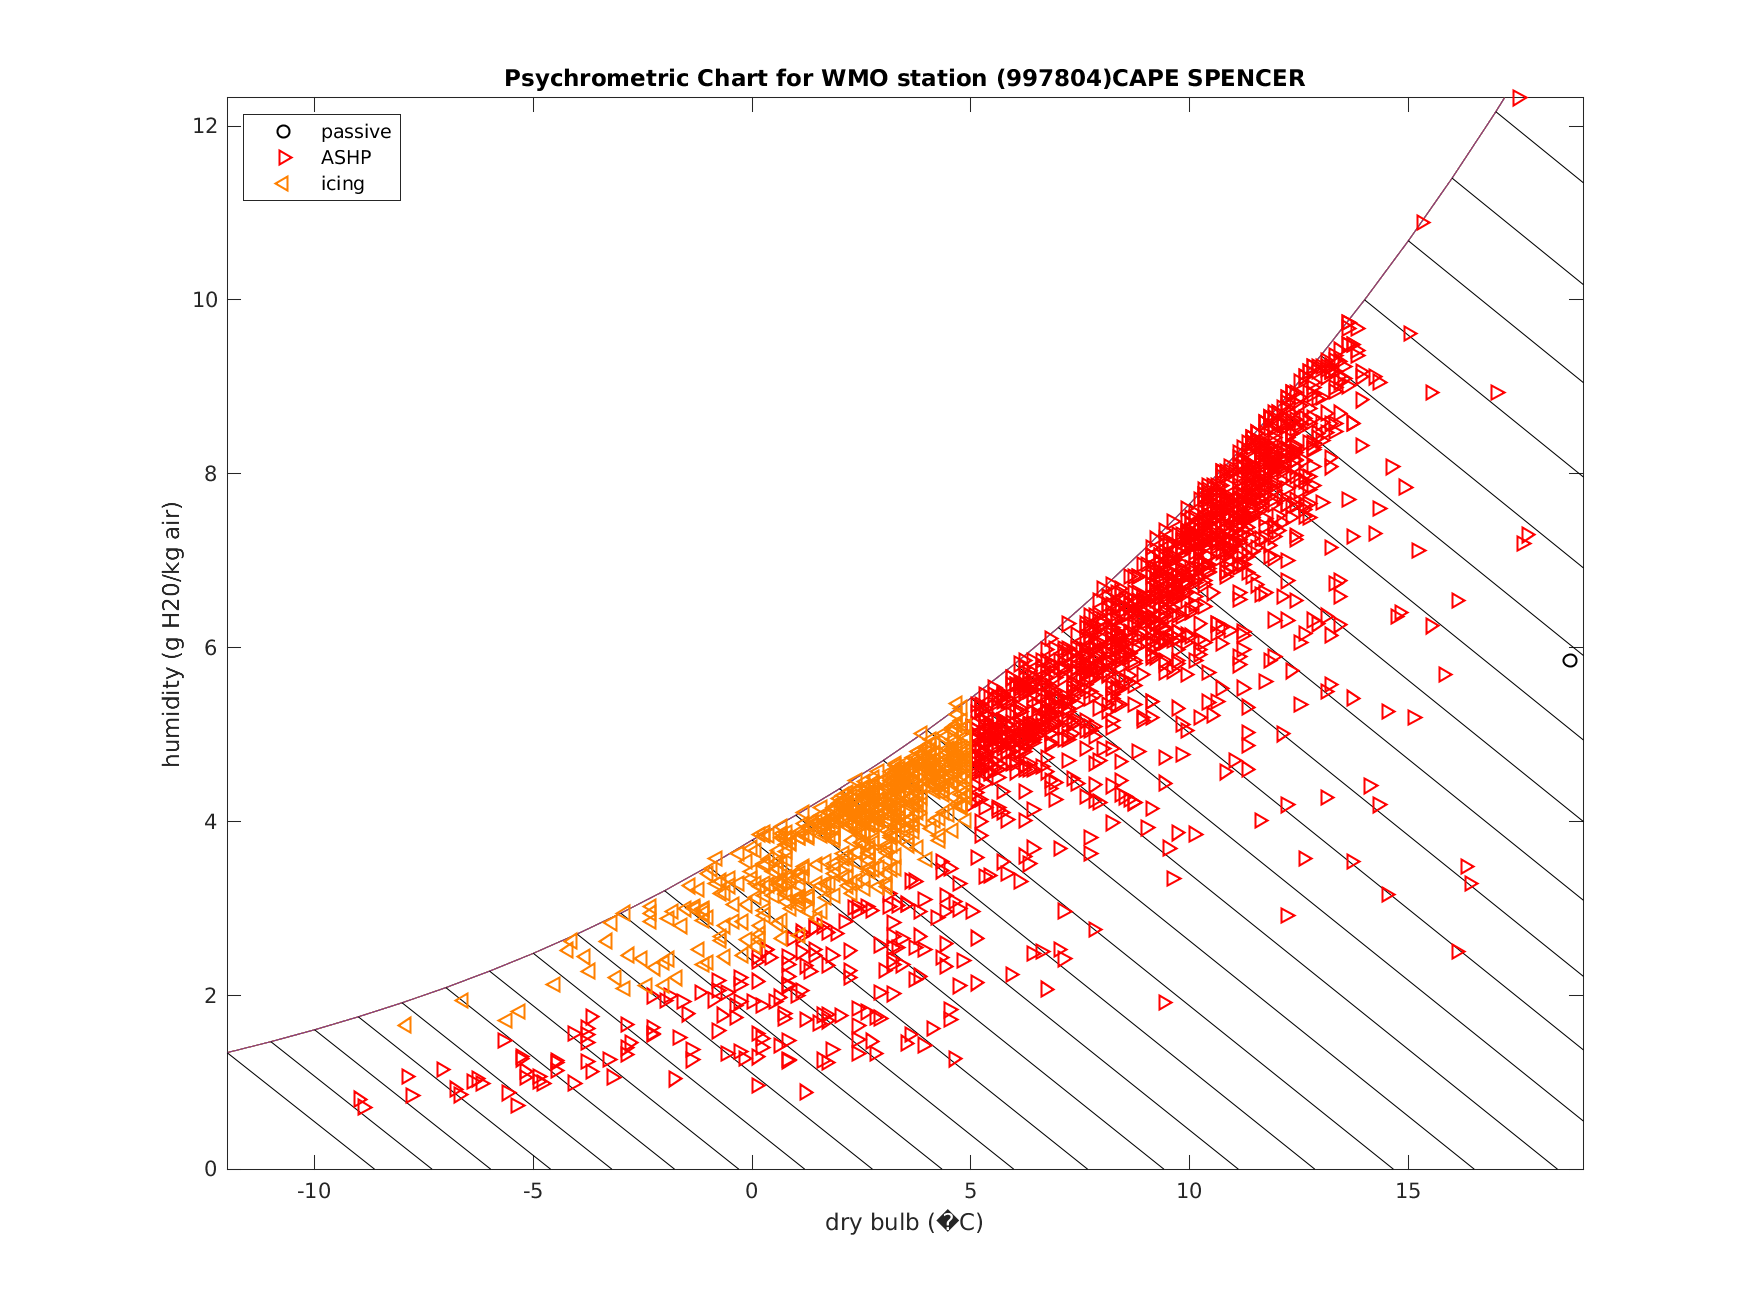 Psychrometric Chart for WMO station (997804)CAPE SPENCER
passive
ASHP
icing
12
10
8
6
4
2
0
humidity (g H20/kg air)
-10 -5 0 5 10 15
dry bulb (�C)